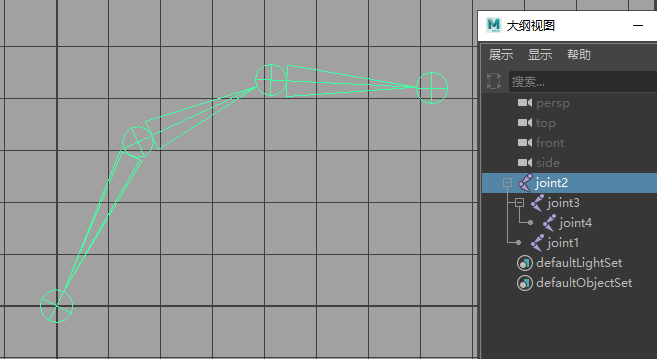 大纲视图
展示 显示 帮助
搜索...
persp
top
front
side
joint2
joint3
joint4
joint1
defaultLightSet
defaultObjectSet